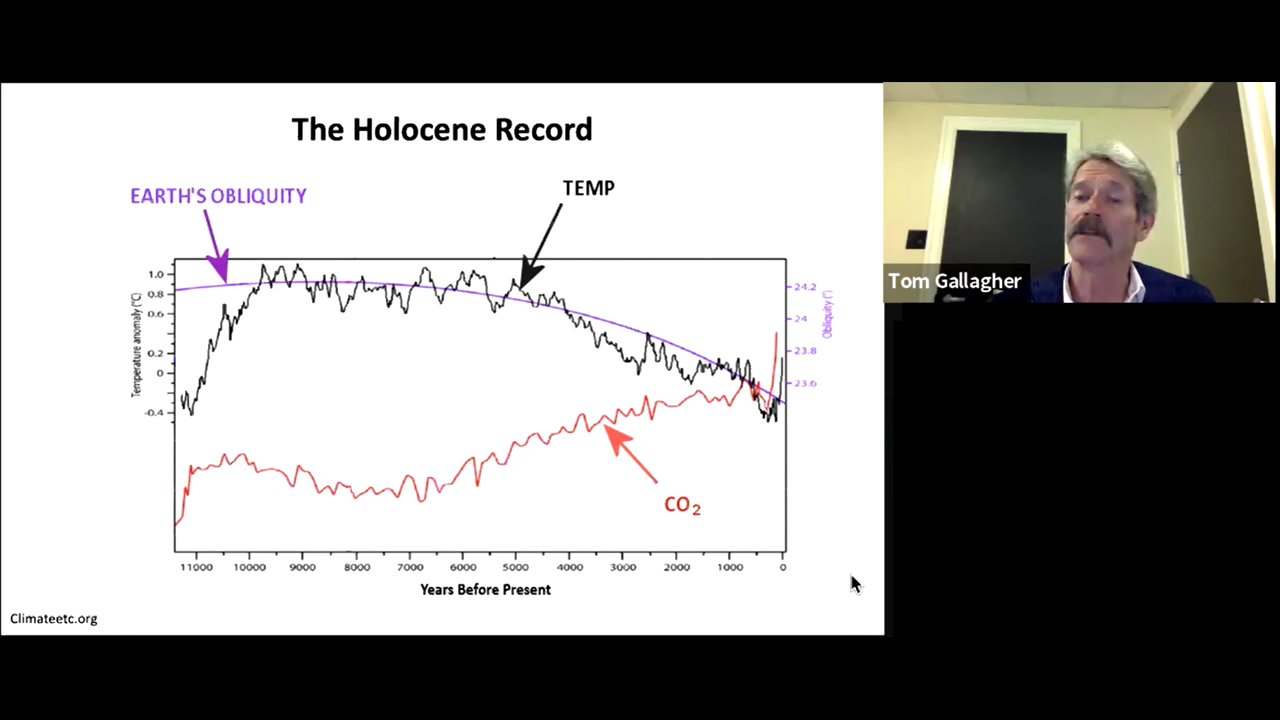 The Holocene Record
EARTH'S OBLIQUITY
TEMP
Tom Gallagher
1.0
0.8
0.6
0.2
0
-0.4
Temperature anomaly (°C)
24.2
24
23.8
23.6
Obliquity (°)
CO₂
11000 10000 9000 8000 7000 6000 5000 4000 3000 2000 1000 0
Years Before Present
Climateetc.org